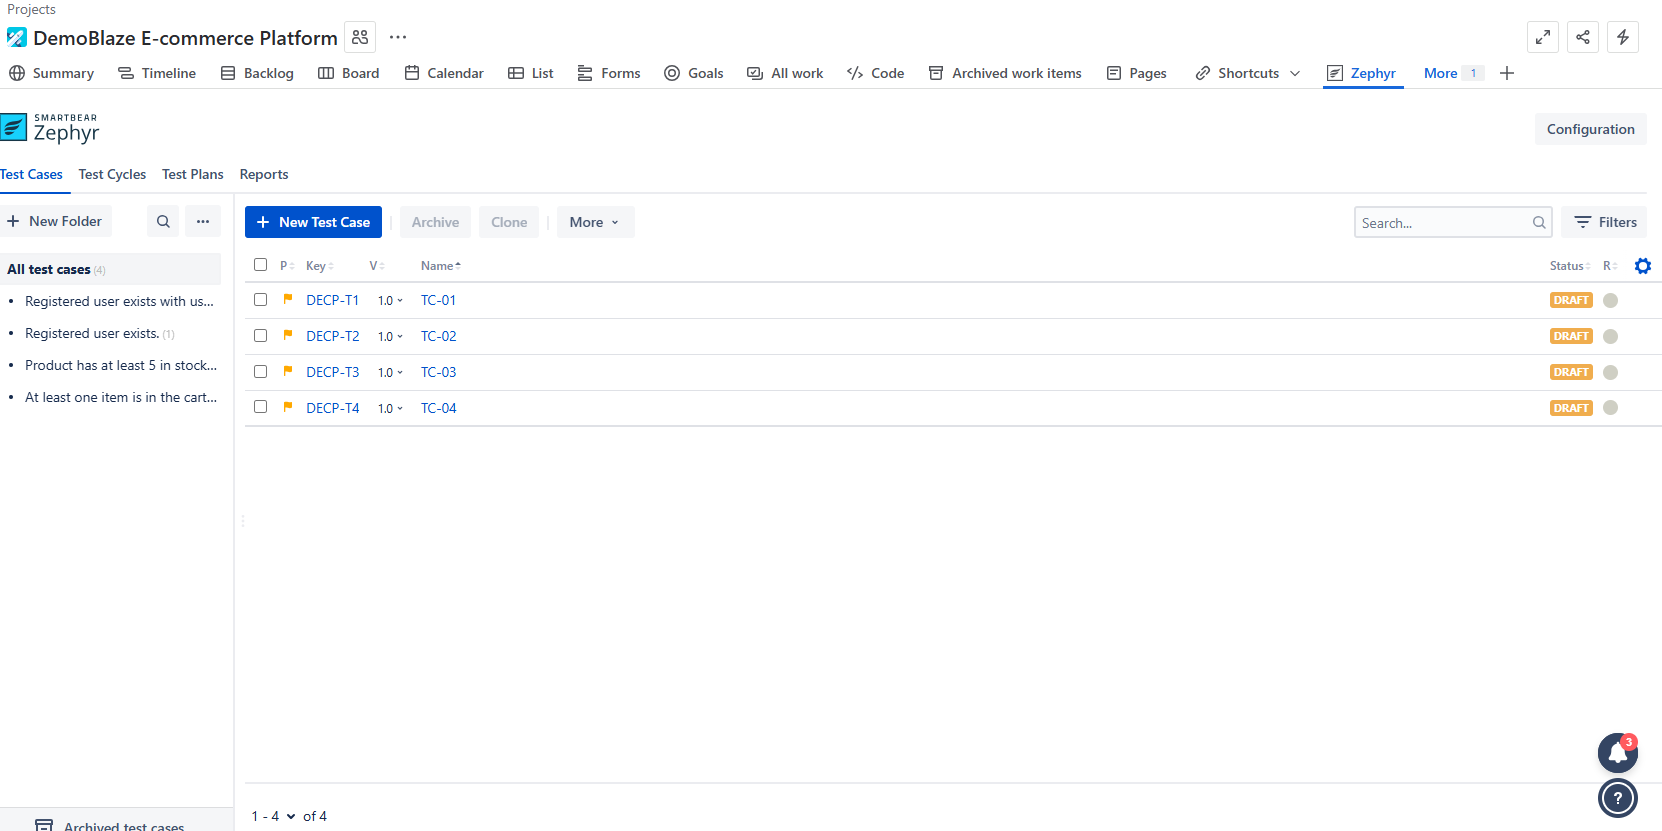 Projects
DemoBlaze E-commerce Platform
Summary Timeline Backlog Board Calendar List Forms Goals All work Code Archived work items Pages Shortcuts Zephyr More 1
SMARTBEAR
Zephyr
Configuration
Test Cases Test Cycles Test Plans Reports
New Folder
New Test Case Archive Clone More Search... Filters
All test cases (4)
Registered user exists with us...
Registered user exists. (1)
Product has at least 5 in stock...
At least one item is in the cart...
P Key V Name Status R
DECP-T1 1.0 TC-01 DRAFT
DECP-T2 1.0 TC-02 DRAFT
DECP-T3 1.0 TC-03 DRAFT
DECP-T4 1.0 TC-04 DRAFT
3
?
1 - 4 of 4
Archived test cases